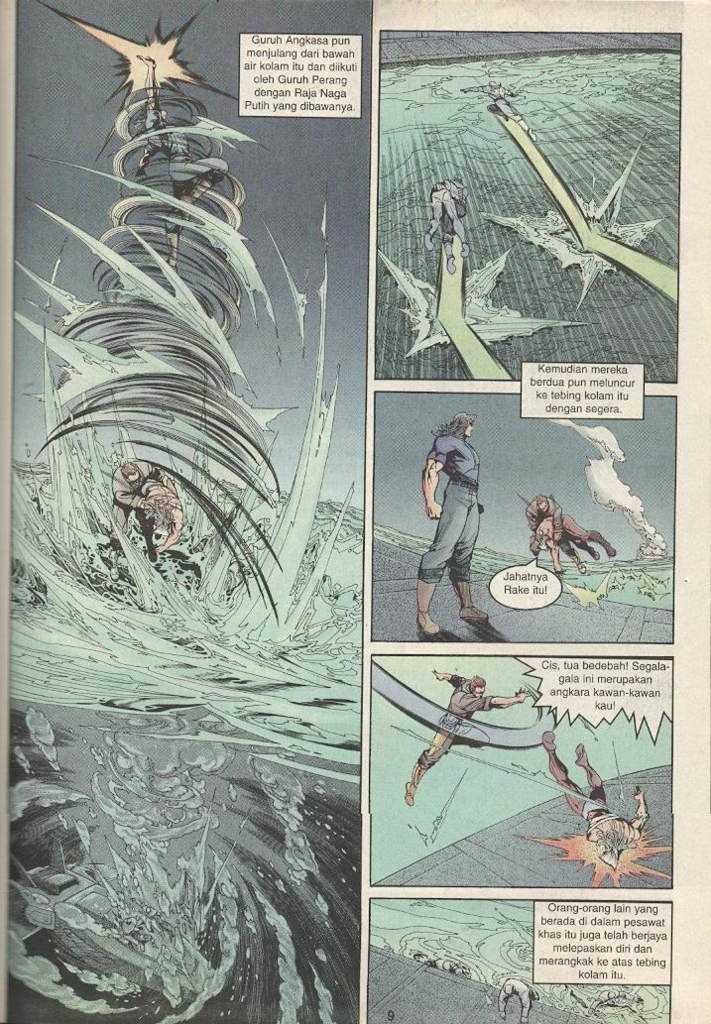 Guruh Angkasa pun
menjulang dari bawah
air kolam itu dan diikuti
oleh Guruh Perang
dengan Raja Naga
Putih yang dibawanya.
Kemudian mereka
berdua pun meluncur
ke tebing kolam itu
dengan segera.
Jahatnya
Rake itu!
Cis, tua bedebah! Segala-
gala ini merupakan
angkara kawan-kawan
kau!
Orang-orang lain yang
berada di dalam pesawat
khas itu juga telah berjaya
melepaskan diri dan
merangkak ke atas tebing
kolam itu.
9